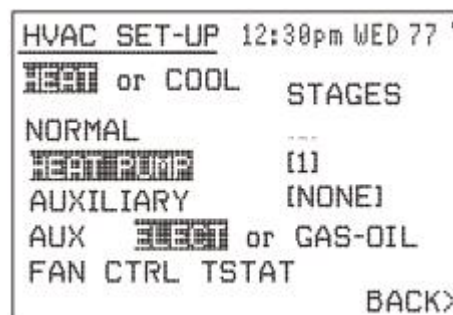 HVAC SET-UP 12:30pm WED 77 °
HEAT or COOL
STAGES
NORMAL ---
HEAT PUMP [1]
AUXILIARY [NONE]
AUX ELECT or GAS-OIL
FAN CTRL TSTAT
BACK>